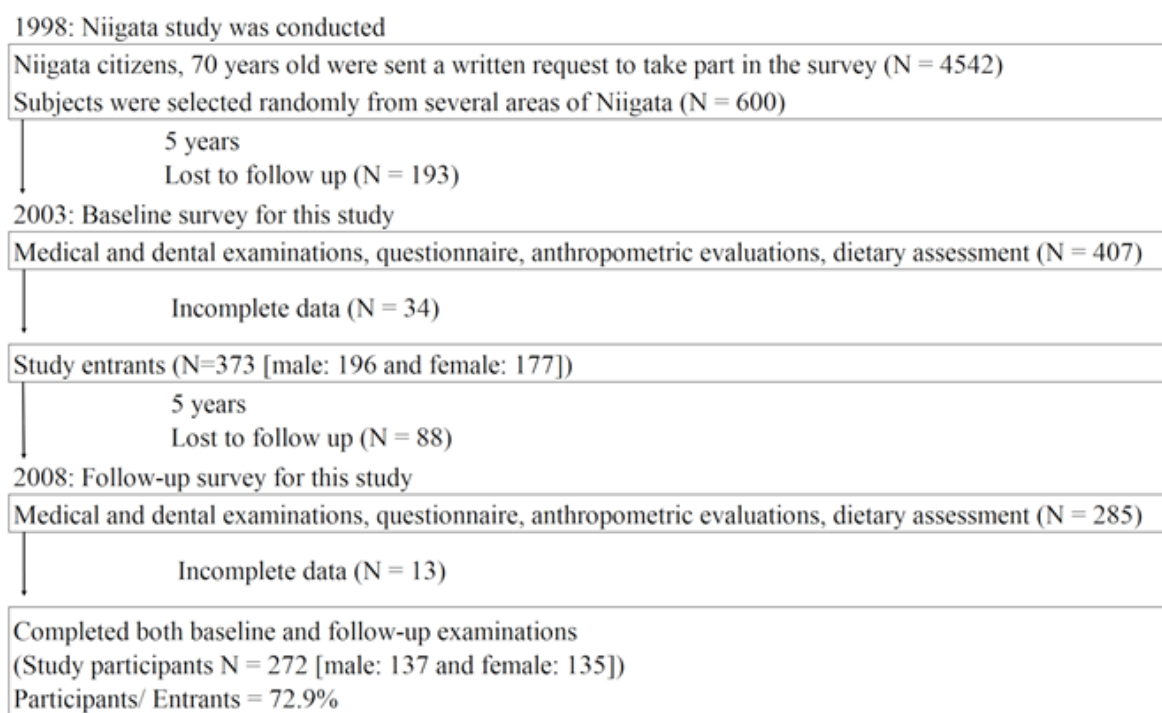 1998: Niigata study was conducted
Niigata citizens, 70 years old were sent a written request to take part in the survey (N = 4542)
Subjects were selected randomly from several areas of Niigata (N = 600)
5 years
Lost to follow up (N = 193)
2003: Baseline survey for this study
Medical and dental examinations, questionnaire, anthropometric evaluations, dietary assessment (N = 407)
Incomplete data (N = 34)
Study entrants (N=373 [male: 196 and female: 177])
5 years
Lost to follow up (N = 88)
2008: Follow-up survey for this study
Medical and dental examinations, questionnaire, anthropometric evaluations, dietary assessment (N = 285)
Incomplete data (N = 13)
Completed both baseline and follow-up examinations
(Study participants N = 272 [male: 137 and female: 135])
Participants/ Entrants = 72.9%